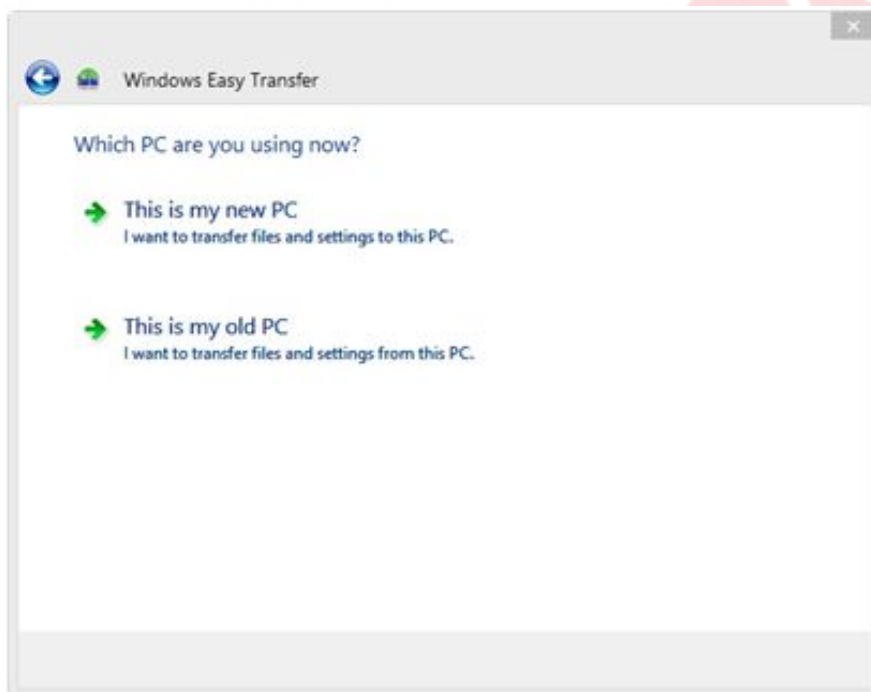 Windows Easy Transfer
Which PC are you using now?
This is my new PC
I want to transfer files and settings to this PC.
This is my old PC
I want to transfer files and settings from this PC.